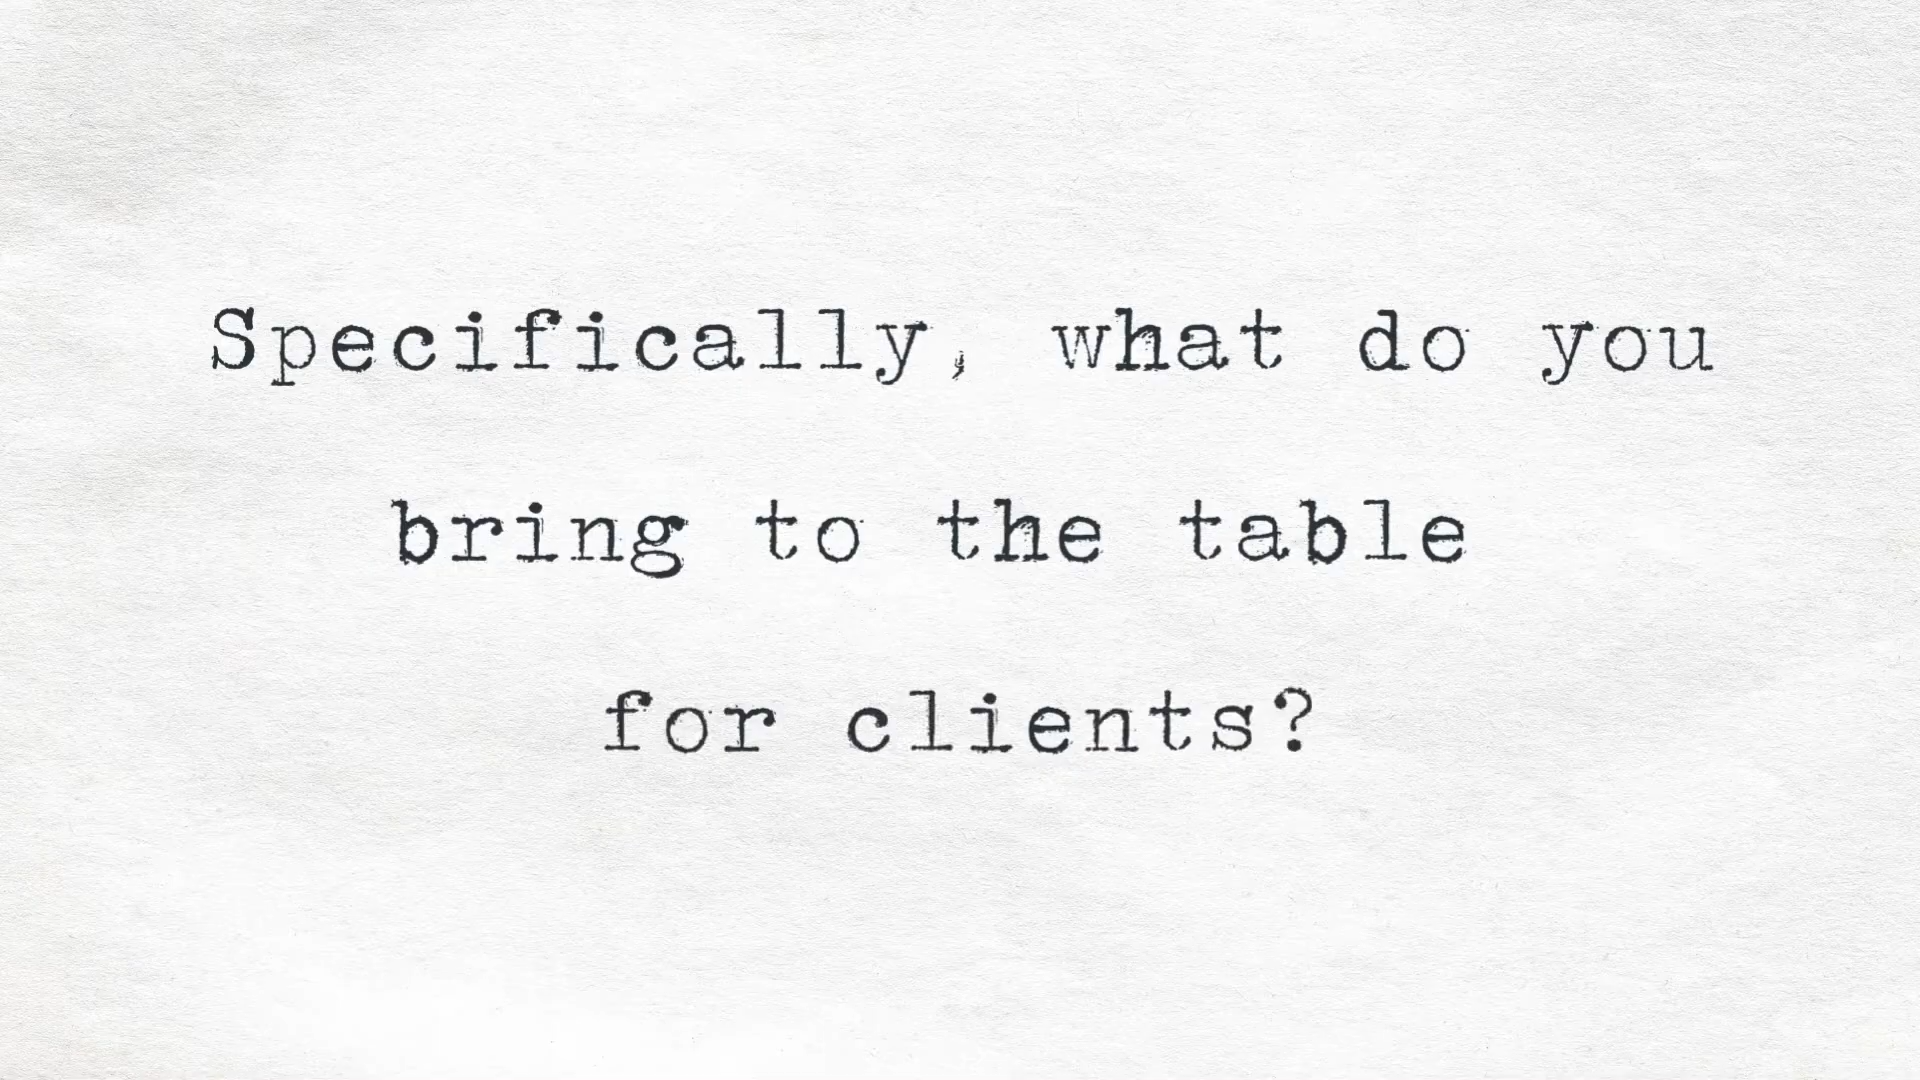 Specifically, what do you
bring to the table
for clients?